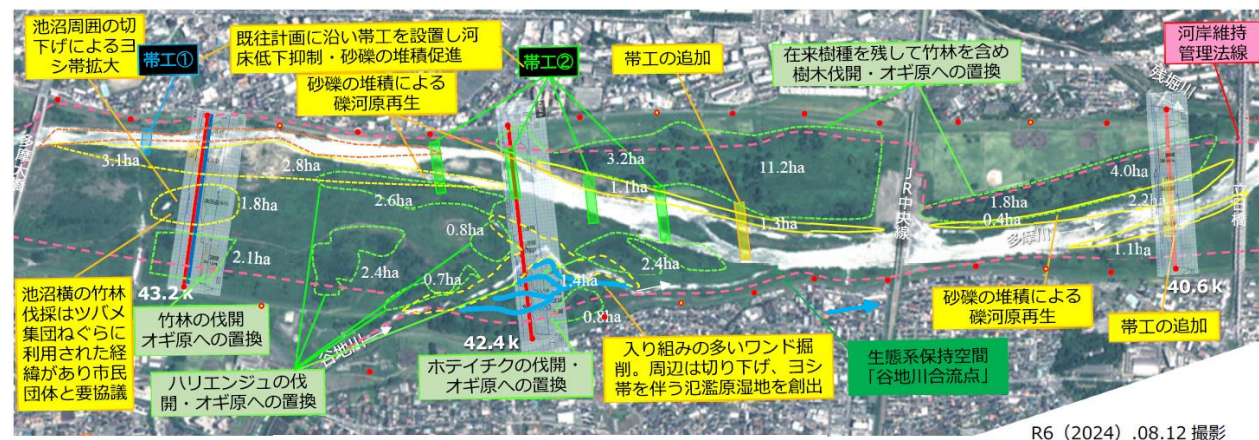 池沼周囲の切
下げによるヨ
シ帯拡大
帯工①
既往計画に沿い帯工を設置し河
床低下抑制・砂礫の堆積促進
砂礫の堆積による
礫河原再生
帯工②
帯工の追加
在来樹種を残して竹林を含め
樹木伐開・オギ原への置換
河岸維持
管理法線
残堀川
多摩大橋
3.1ha
2.8ha
1.8ha
2.1ha
2.6ha
2.4ha
0.8ha
0.7ha
3.2ha
1.1ha
11.2ha
1.3ha
1.4ha
2.4ha
0.8ha
JR中央線
1.8ha
0.4ha
多摩川
4.0ha
2.2ha
1.1ha
立日橋
43.2k
42.4k
40.6k
谷地川
池沼横の竹林
伐採はツバメ
集団ねぐらに
利用された経
緯があり市民
団体と要協議
竹林の伐開
オギ原への置換
ハリエンジュの伐
開・オギ原への置換
ホテイチクの伐開・
オギ原への置換
入り組みの多いワンド掘
削。周辺は切り下げ、ヨシ
帯を伴う氾濫原湿地を創出
生態系保持空間
「谷地川合流点」
砂礫の堆積による
礫河原再生
帯工の追加
R6（2024）.08.12 撮影